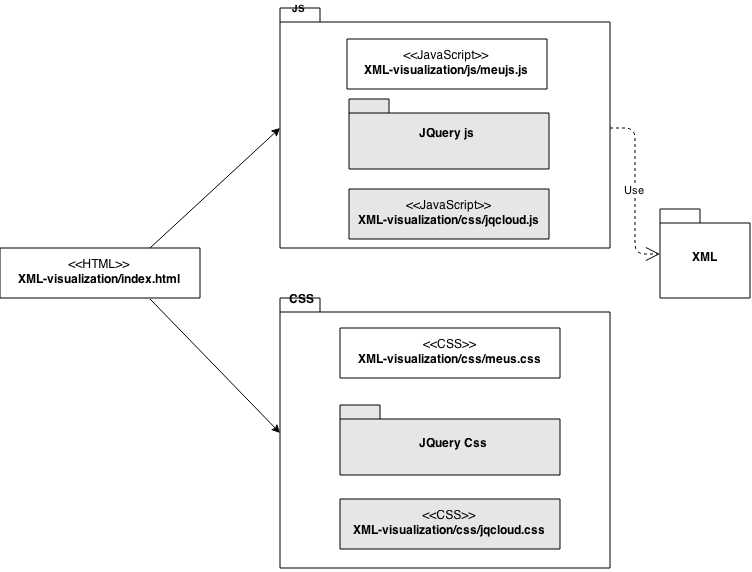 JS
<<JavaScript>>
XML-visualization/js/meujs.js
JQuery js
<<JavaScript>>
XML-visualization/css/jqcloud.js
Use
XML
<<HTML>>
XML-visualization/index.html
CSS
<<CSS>>
XML-visualization/css/meus.css
JQuery Css
<<CSS>>
XML-visualization/css/jqcloud.css